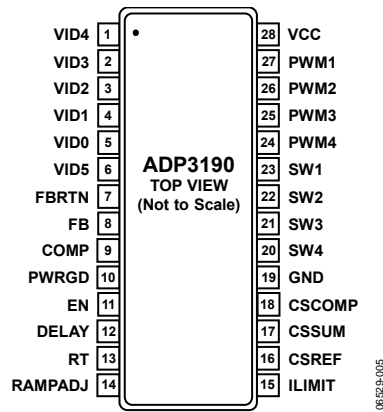 VID4 1
VID3 2
VID2 3
VID1 4
VID0 5
VID5 6
FBRTN 7
FB 8
COMP 9
PWRGD 10
EN 11
DELAY 12
RT 13
RAMPADJ 14
ADP3190
TOP VIEW
(Not to Scale)
28 VCC
27 PWM1
26 PWM2
25 PWM3
24 PWM4
23 SW1
22 SW2
21 SW3
20 SW4
19 GND
18 CSCOMP
17 CSSUM
16 CSREF
15 ILIMIT
06529-005